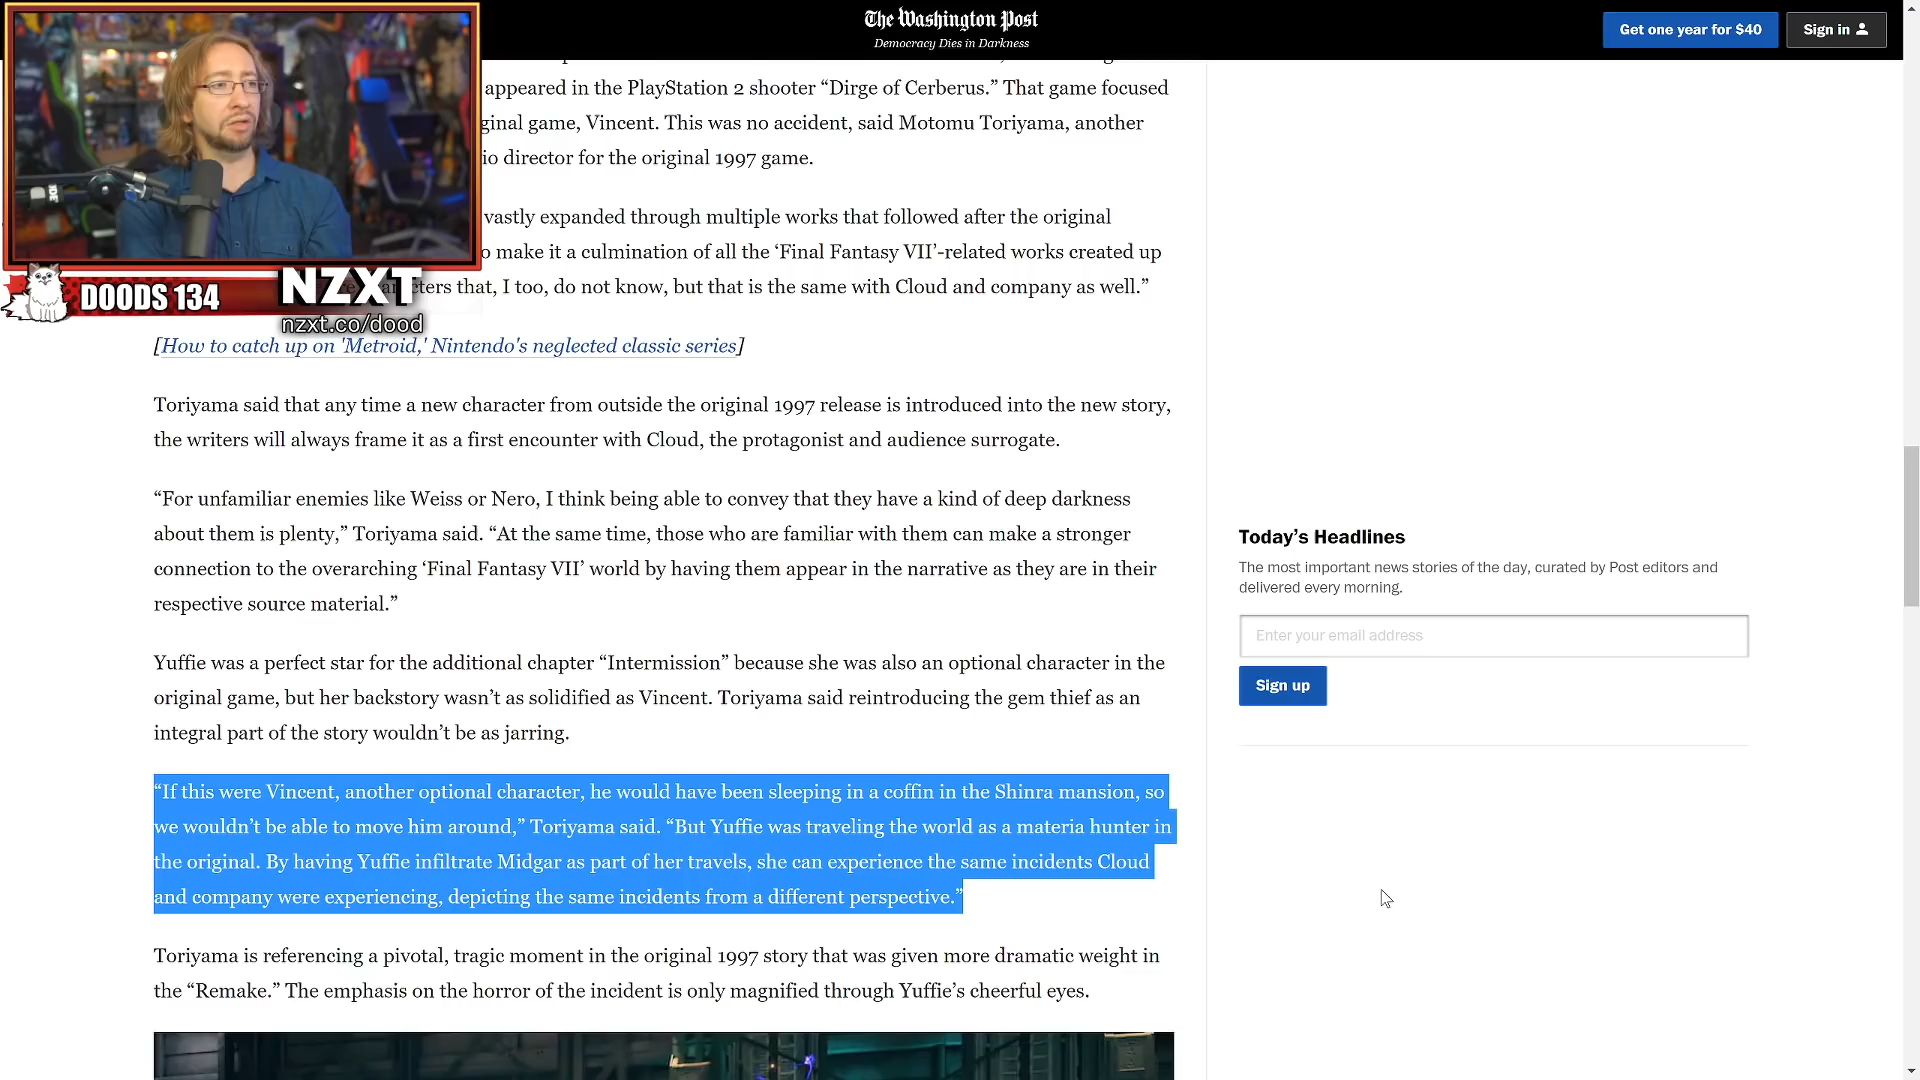 The Washington Post
Democracy Dies in Darkness
Get one year for $40
Sign in
appeared in the PlayStation 2 shooter “Dirge of Cerberus.” That game focused
ginal game, Vincent. This was no accident, said Motomu Toriyama, another
io director for the original 1997 game.
vastly expanded through multiple works that followed after the original
o make it a culmination of all the ‘Final Fantasy VII’-related works created up
cters that, I too, do not know, but that is the same with Cloud and company as well.”
DOODS 134
NZXT
nzxt.co/dood
[How to catch up on 'Metroid,' Nintendo's neglected classic series]
Toriyama said that any time a new character from outside the original 1997 release is introduced into the new story,
the writers will always frame it as a first encounter with Cloud, the protagonist and audience surrogate.
“For unfamiliar enemies like Weiss or Nero, I think being able to convey that they have a kind of deep darkness
about them is plenty,” Toriyama said. “At the same time, those who are familiar with them can make a stronger
connection to the overarching ‘Final Fantasy VII’ world by having them appear in the narrative as they are in their
respective source material.”
Yuffie was a perfect star for the additional chapter “Intermission” because she was also an optional character in the
original game, but her backstory wasn’t as solidified as Vincent. Toriyama said reintroducing the gem thief as an
integral part of the story wouldn’t be as jarring.
“If this were Vincent, another optional character, he would have been sleeping in a coffin in the Shinra mansion, so
we wouldn’t be able to move him around,” Toriyama said. “But Yuffie was traveling the world as a materia hunter in
the original. By having Yuffie infiltrate Midgar as part of her travels, she can experience the same incidents Cloud
and company were experiencing, depicting the same incidents from a different perspective.”
Toriyama is referencing a pivotal, tragic moment in the original 1997 story that was given more dramatic weight in
the “Remake.” The emphasis on the horror of the incident is only magnified through Yuffie’s cheerful eyes.
Today’s Headlines
The most important news stories of the day, curated by Post editors and
delivered every morning.
Enter your email address
Sign up